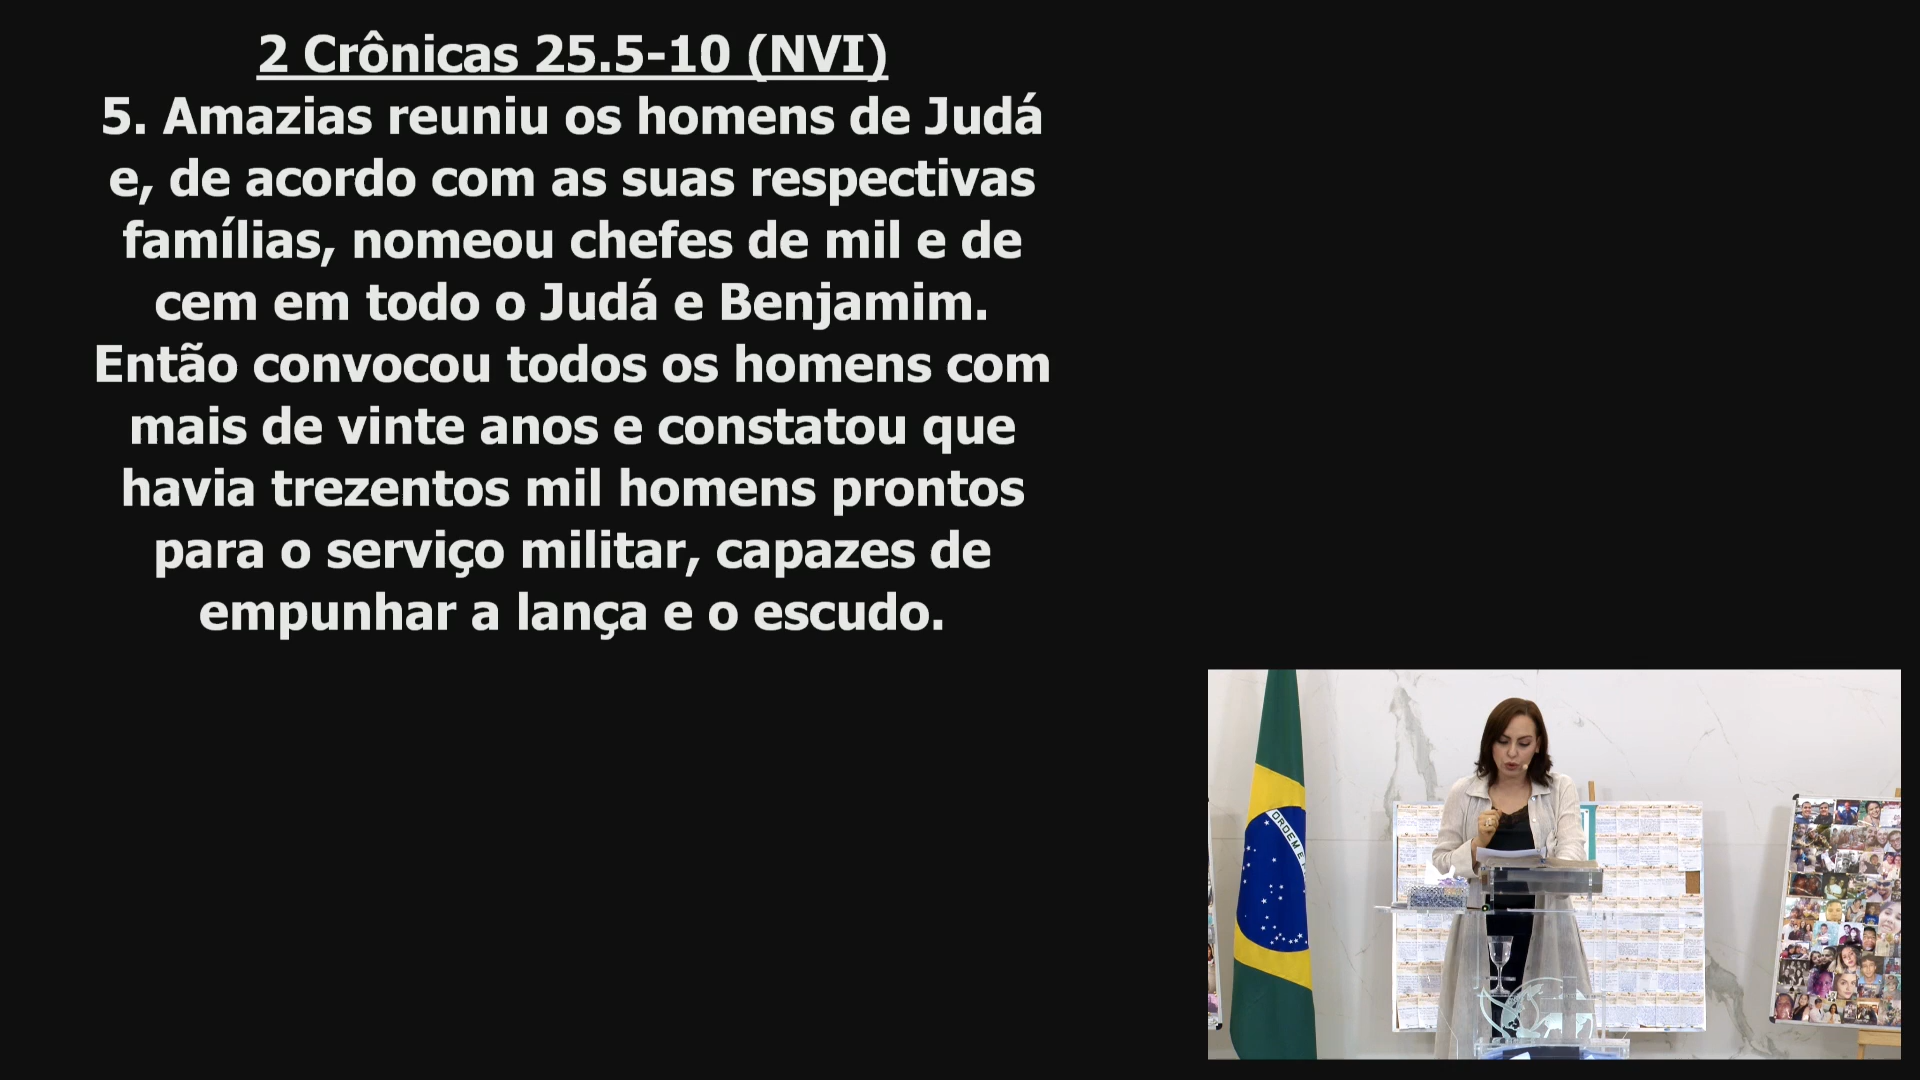 2 Crônicas 25.5-10 (NVI)
5. Amazias reuniu os homens de Judá
e, de acordo com as suas respectivas
famílias, nomeou chefes de mil e de
cem em todo o Judá e Benjamim.
Então convocou todos os homens com
mais de vinte anos e constatou que
havia trezentos mil homens prontos
para o serviço militar, capazes de
empunhar a lança e o escudo.
ORDEM E